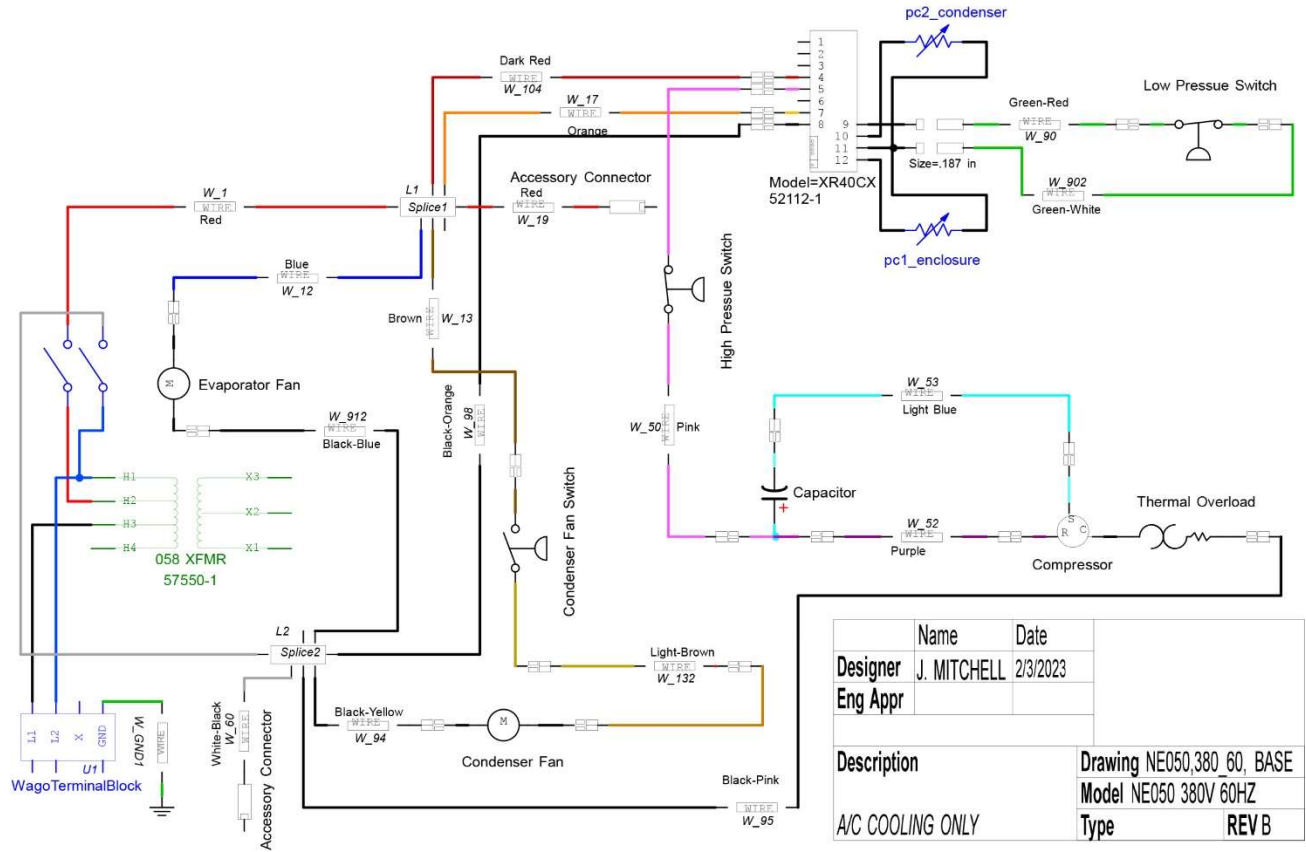 pc2_condenser
1
2
3
4
5
6
7
8
9
10
11
12
Model=XR40CX
52112-1
pc1_enclosure
Dark Red
WIRE
W_104
W_17
WIRE
Orange
Green-Red
WIRE
W_90
Low Pressue Switch
Size=.187 in
W_902
WIRE
Green-White
W_1
WIRE
Red
L1
Splice1
Accessory Connector
Red
WIRE
W_19
Blue
WIRE
W_12
Brown
WIRE
W_13
High Pressue Switch
M
Evaporator Fan
W_912
WIRE
Black-Blue
Black-Orange
W_98
WIRE
W_50
WIRE
Pink
W_53
WIRE
Light Blue
Capacitor
+
W_52
WIRE
Purple
S
R
C
Compressor
Thermal Overload
H1
H2
H3
H4
X3
X2
X1
058 XFMR
57550-1
Condenser Fan Switch
L2
Splice2
Light-Brown
WIRE
W_132
Black-Yellow
WIRE
W_94
M
Condenser Fan
White-Black
W_60
WIRE
Accessory Connector
Black-Pink
WIRE
W_95
L1
L2
X
GND
U1
WagoTerminalBlock
W_GND1
WIRE
Name Date
Designer J. MITCHELL 2/3/2023
Eng Appr
Description
Drawing NE050,380_60, BASE
Model NE050 380V 60HZ
A/C COOLING ONLY
Type REV B